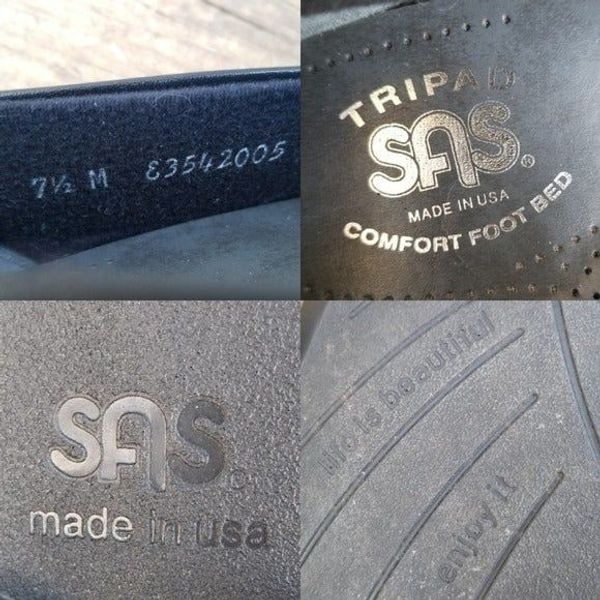 7½ M 83542005
TRIPAD
SAS®
MADE IN USA
COMFORT FOOT BED
SAS©
made in usa
life is beautiful
enjoy it